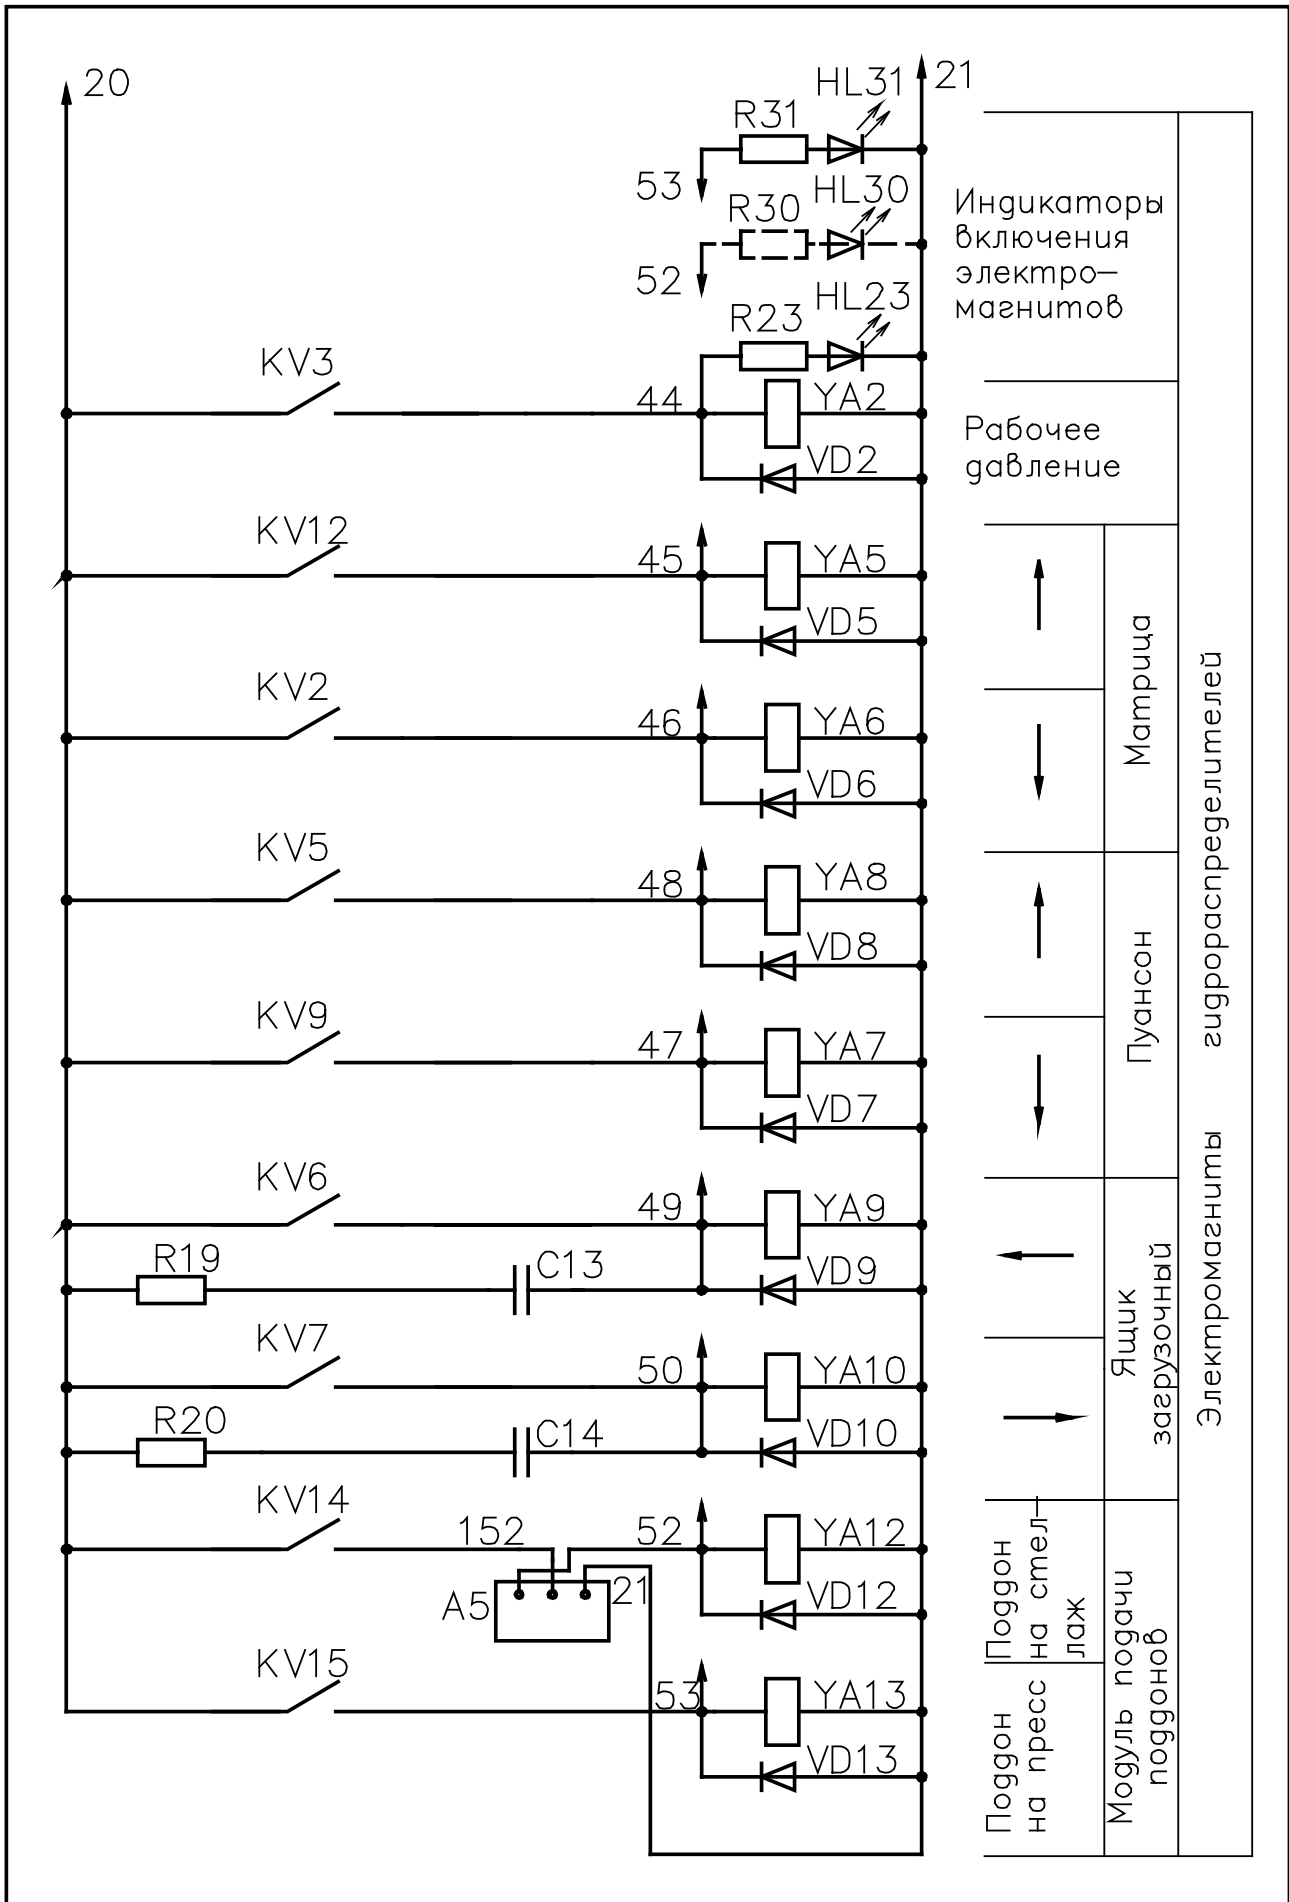 20
21
HL31
R31
53
HL30
R30
52
HL23
R23
Индикаторы
включения
электро–
магнитов
KV3
44
YA2
VD2
Рабочее
давление
KV12
45
YA5
VD5
KV2
46
YA6
VD6
Матрица
KV5
48
YA8
VD8
KV9
47
YA7
VD7
Пуансон
KV6
49
YA9
R19
C13
VD9
KV7
50
YA10
R20
C14
VD10
Ящик
загрузочный
KV14
152
52
YA12
A5
21
VD12
Поддон
на стел–
лаж
KV15
53
YA13
VD13
Поддон
на пресс
Модуль подачи
поддонов
Электромагниты гидрораспределителей